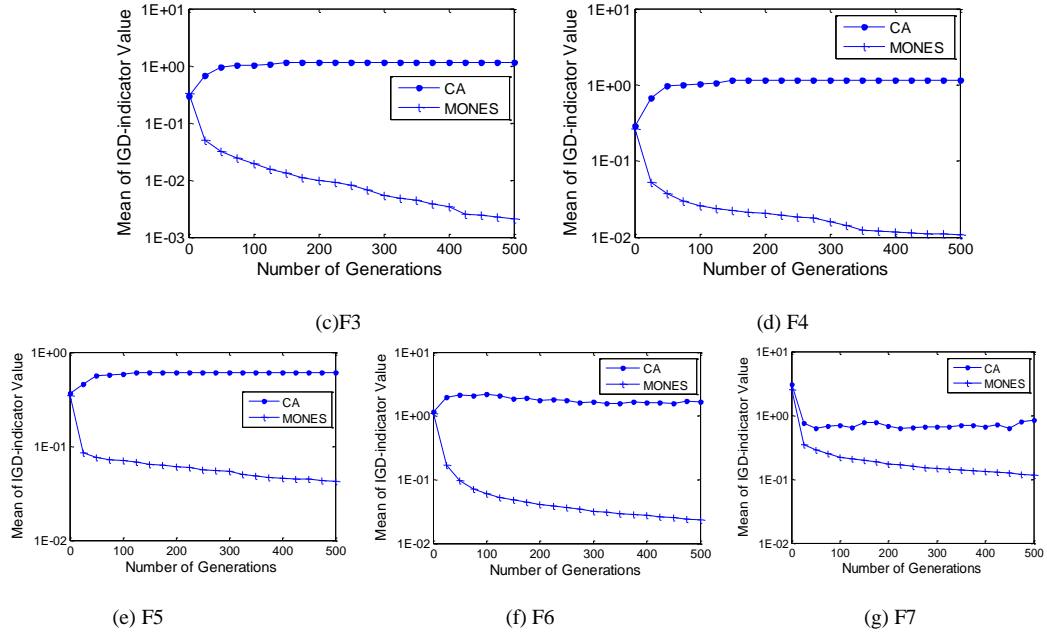 1E+01
1E+00
1E-01
1E-02
1E-03
Mean of IGD-indicator Value
0 100 200 300 400 500
Number of Generations
CA
MONES
(c)F3
1E+01
1E+00
1E-01
1E-02
Mean of IGD-indicator Value
0 100 200 300 400 500
Number of Generations
CA
MONES
(d) F4
1E+00
1E-01
1E-02
Mean of IGD-indicator Value
0 100 200 300 400 500
Number of Generations
CA
MONES
(e) F5
1E+01
1E+00
1E-01
1E-02
Mean of IGD-indicator Value
0 100 200 300 400 500
Number of Generations
CA
MONES
(f) F6
1E+01
1E+00
1E-01
1E-02
Mean of IGD-indicator Value
0 100 200 300 400 500
Number of Generations
CA
MONES
(g) F7